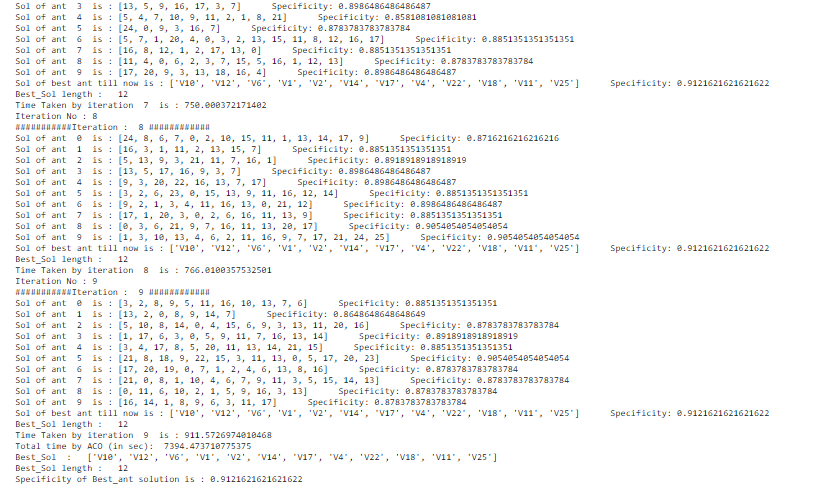 Sol of ant  3  is : [13, 5, 9, 16, 17, 3, 7]      Specificity: 0.8986486486486487
Sol of ant  4  is : [5, 4, 7, 10, 9, 11, 2, 1, 8, 21]      Specificity: 0.8581081081081081
Sol of ant  5  is : [24, 0, 9, 3, 16, 7]      Specificity: 0.8783783783783784
Sol of ant  6  is : [5, 7, 1, 20, 4, 0, 3, 2, 13, 15, 11, 8, 12, 16, 17]      Specificity: 0.8851351351351351
Sol of ant  7  is : [16, 8, 12, 1, 2, 17, 13, 0]      Specificity: 0.8851351351351351
Sol of ant  8  is : [11, 4, 0, 6, 2, 3, 7, 15, 5, 16, 1, 12, 13]      Specificity: 0.8783783783783784
Sol of ant  9  is : [17, 20, 9, 3, 13, 18, 16, 4]      Specificity: 0.8986486486486487
Sol of best ant till now is : ['V10', 'V12', 'V6', 'V1', 'V2', 'V14', 'V17', 'V4', 'V22', 'V18', 'V11', 'V25']      Specificity: 0.9121621621621622
Best_Sol length :   12
Time Taken by iteration  7  is : 750.000372171402
Iteration No : 8
###########Iteration :  8 ############
Sol of ant  0  is : [24, 8, 6, 7, 0, 2, 10, 15, 11, 1, 13, 14, 17, 9]      Specificity: 0.8716216216216216
Sol of ant  1  is : [16, 3, 1, 11, 2, 13, 15, 7]      Specificity: 0.8851351351351351
Sol of ant  2  is : [5, 13, 9, 3, 21, 11, 7, 16, 1]      Specificity: 0.8918918918918919
Sol of ant  3  is : [13, 5, 17, 16, 9, 3, 7]      Specificity: 0.8986486486486487
Sol of ant  4  is : [9, 3, 20, 22, 16, 13, 7, 17]      Specificity: 0.8986486486486487
Sol of ant  5  is : [3, 2, 6, 23, 0, 15, 13, 9, 11, 16, 12, 14]      Specificity: 0.8851351351351351
Sol of ant  6  is : [9, 2, 1, 3, 4, 11, 16, 13, 0, 21, 12]      Specificity: 0.8986486486486487
Sol of ant  7  is : [17, 1, 20, 3, 0, 2, 6, 16, 11, 13, 9]      Specificity: 0.8851351351351351
Sol of ant  8  is : [0, 3, 6, 21, 9, 7, 16, 11, 13, 20, 17]      Specificity: 0.9054054054054054
Sol of ant  9  is : [1, 3, 10, 13, 4, 6, 2, 11, 16, 9, 7, 17, 21, 24, 25]      Specificity: 0.9054054054054054
Sol of best ant till now is : ['V10', 'V12', 'V6', 'V1', 'V2', 'V14', 'V17', 'V4', 'V22', 'V18', 'V11', 'V25']      Specificity: 0.9121621621621622
Best_Sol length :   12
Time Taken by iteration  8  is : 766.0100357532501
Iteration No : 9
###########Iteration :  9 ############
Sol of ant  0  is : [3, 2, 8, 9, 5, 11, 16, 10, 13, 7, 6]      Specificity: 0.8851351351351351
Sol of ant  1  is : [13, 2, 0, 8, 9, 14, 7]      Specificity: 0.8648648648648649
Sol of ant  2  is : [5, 10, 8, 14, 0, 4, 15, 6, 9, 3, 13, 11, 20, 16]      Specificity: 0.8783783783783784
Sol of ant  3  is : [1, 17, 6, 3, 0, 5, 9, 11, 7, 16, 13, 14]      Specificity: 0.8918918918918919
Sol of ant  4  is : [3, 4, 17, 8, 5, 20, 11, 13, 14, 21, 15]      Specificity: 0.8851351351351351
Sol of ant  5  is : [21, 8, 18, 9, 22, 15, 3, 11, 13, 0, 5, 17, 20, 23]      Specificity: 0.9054054054054054
Sol of ant  6  is : [17, 20, 19, 0, 7, 1, 2, 4, 6, 13, 8, 16]      Specificity: 0.8783783783783784
Sol of ant  7  is : [21, 0, 8, 1, 10, 4, 6, 7, 9, 11, 3, 5, 15, 14, 13]      Specificity: 0.8783783783783784
Sol of ant  8  is : [0, 11, 6, 10, 2, 1, 5, 9, 16, 3, 13]      Specificity: 0.8783783783783784
Sol of ant  9  is : [16, 14, 1, 8, 9, 6, 3, 11, 17]      Specificity: 0.8783783783783784
Sol of best ant till now is : ['V10', 'V12', 'V6', 'V1', 'V2', 'V14', 'V17', 'V4', 'V22', 'V18', 'V11', 'V25']      Specificity: 0.9121621621621622
Best_Sol length :   12
Time Taken by iteration  9  is : 911.5726974010468
Total time by ACO (in sec):  7394.473710775375
Best_Sol  :   ['V10', 'V12', 'V6', 'V1', 'V2', 'V14', 'V17', 'V4', 'V22', 'V18', 'V11', 'V25']
Best_Sol length :   12
Specificity of Best_ant solution is : 0.9121621621621622